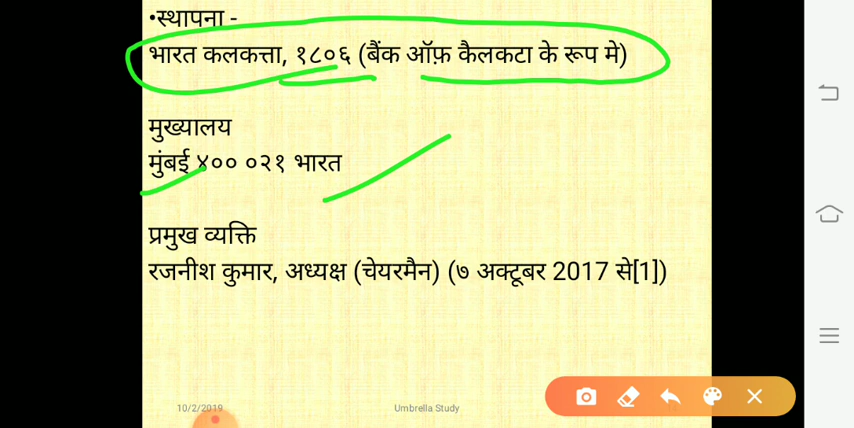 •स्थापना -
भारत कलकत्ता, १८०६ (बैंक ऑफ़ कैलकटा के रूप मे)
मुख्यालय
मुंबई ४०० ०२१ भारत
प्रमुख व्यक्ति
रजनीश कुमार, अध्यक्ष (चेयरमैन) (७ अक्टूबर 2017 से[1])
10/2/2019
Umbrella Study